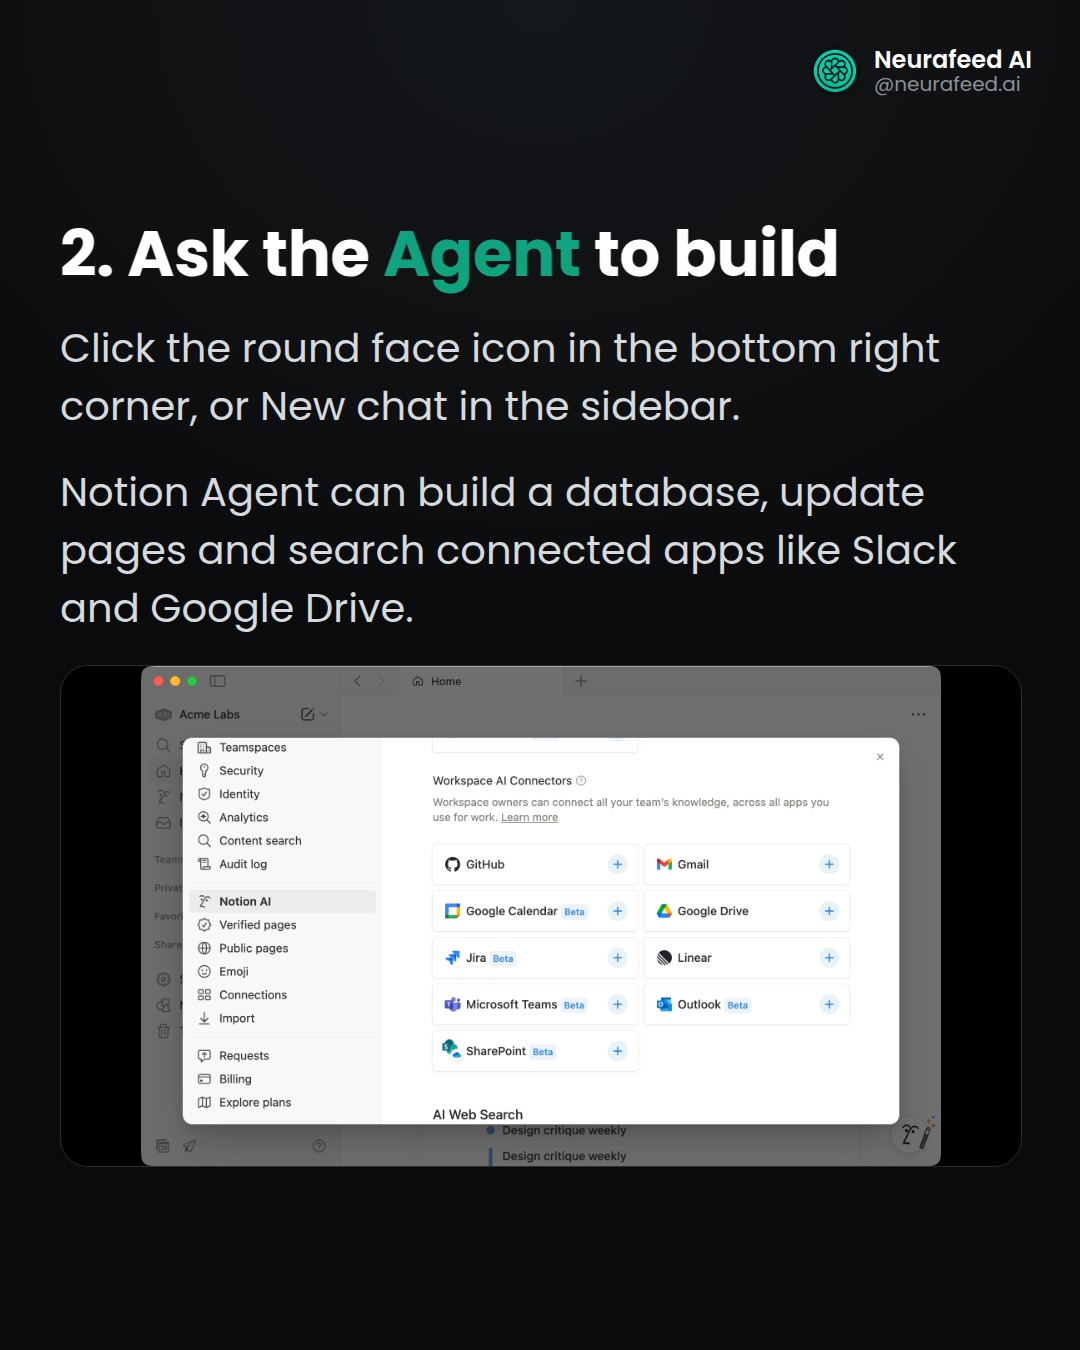 Neurafeed AI
@neurafeed.ai
2. Ask the Agent to build
Click the round face icon in the bottom right
corner, or New chat in the sidebar.
Notion Agent can build a database, update
pages and search connected apps like Slack
and Google Drive.
Home
Acme Labs
Teams
Privat
Favori
Share
Teamspaces
Security
Identity
Analytics
Content search
Audit log
Notion AI
Verified pages
Public pages
Emoji
Connections
Import
Requests
Billing
Explore plans
Workspace AI Connectors
Workspace owners can connect all your team's knowledge, across all apps you
use for work. Learn more
GitHub
Gmail
Google Calendar Beta
Google Drive
Jira Beta
Linear
Microsoft Teams Beta
Outlook Beta
SharePoint Beta
AI Web Search
Design critique weekly
Design critique weekly